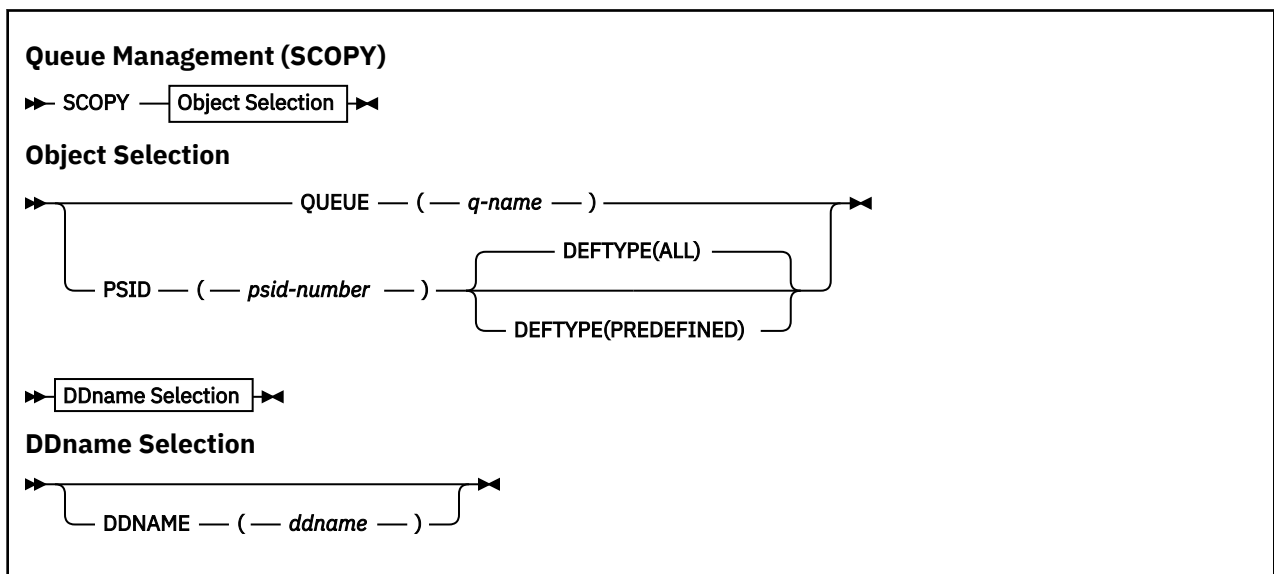 Queue Management (SCOPY)
SCOPY Object Selection
Object Selection
QUEUE ( q-name )
DEFTYPE(ALL)
PSID ( psid-number )
DEFTYPE(PREDEFINED)
DDname Selection
DDname Selection
DDNAME ( ddname )